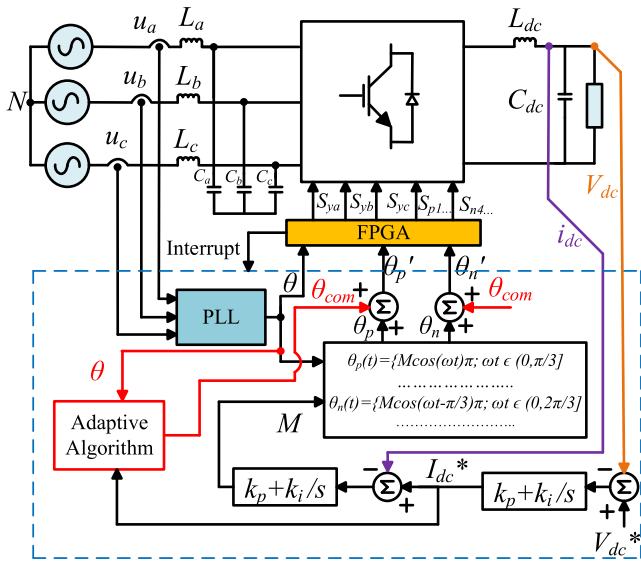 u_a L_a L_dc
N u_b L_b C_dc
u_c L_c
C_a C_b C_c
S_ya S_yb S_yc S_p1... S_n4...
V_dc
i_dc
FPGA
Interrupt
θ θ_p' θ_n'
θ_com + + θ_com
PLL Σ Σ
θ_p + θ_n +
θ_p(t)={Mcos(ωt)π; ωt ϵ (0,π/3]
........................
θ_n(t)={Mcos(ωt-π/3)π; ωt ϵ (0,2π/3]
........................
θ
Adaptive
Algorithm
M
k_p+k_i/s − Σ + I_dc* k_p+k_i/s − Σ +
V_dc*